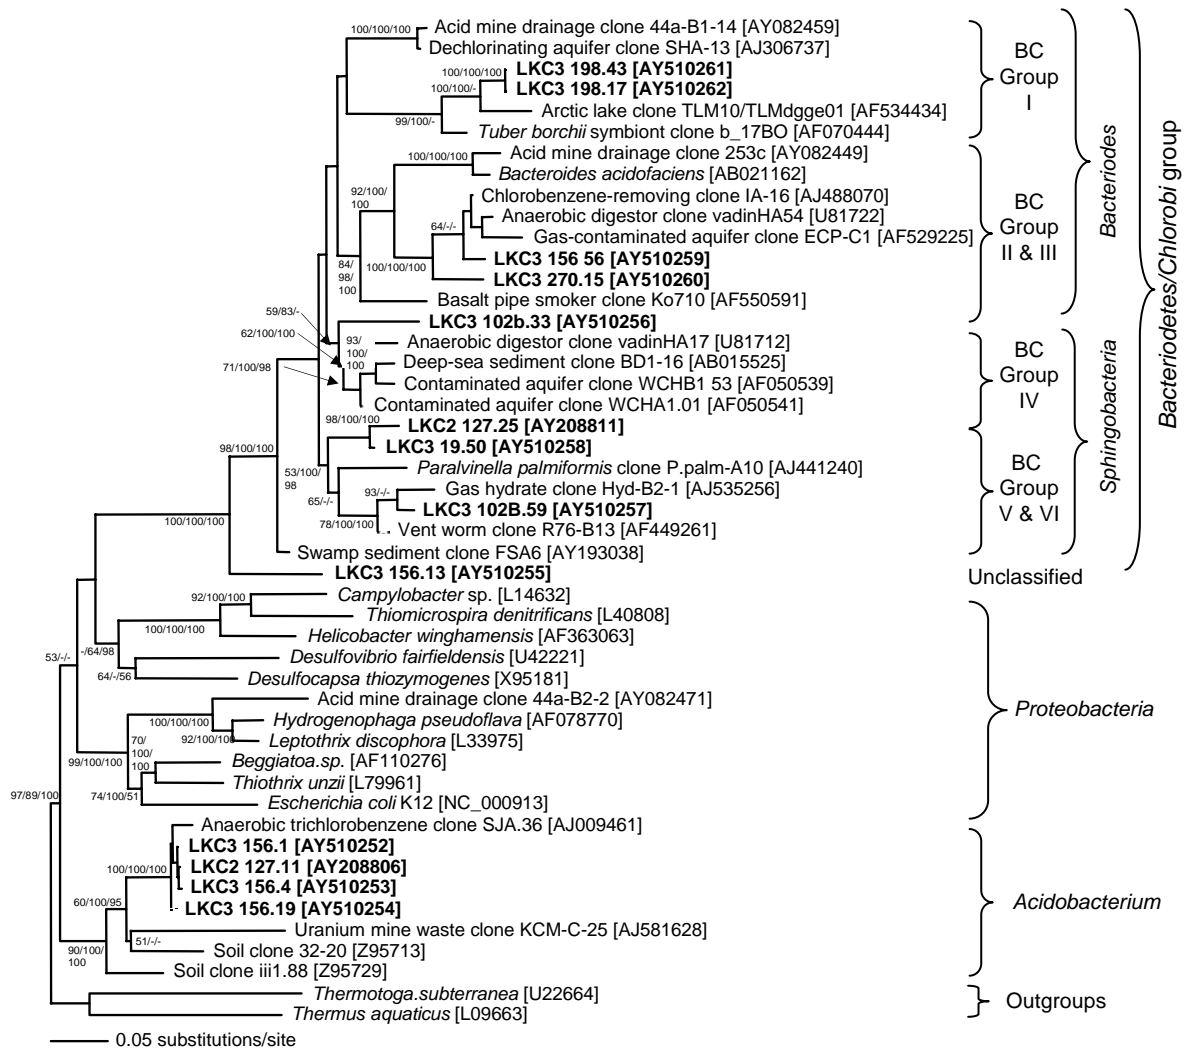 100/100/100
Acid mine drainage clone 44a-B1-14 [AY082459]
Dechlorinating aquifer clone SHA-13 [AJ306737]
100/100/100
LKC3 198.43 [AY510261]
LKC3 198.17 [AY510262]
100/100/-
Arctic lake clone TLM10/TLMdgge01 [AF534434]
99/100/-
Tuber borchii symbiont clone b_17BO [AF070444]
BC
Group
I
Acid mine drainage clone 253c [AY082449]
100/100/100
Bacteroides acidofaciens [AB021162]
92/100/
100
Chlorobenzene-removing clone IA-16 [AJ488070]
Anaerobic digestor clone vadinHA54 [U81722]
64/-/-
Gas-contaminated aquifer clone ECP-C1 [AF529225]
LKC3 156 56 [AY510259]
100/100/100
LKC3 270.15 [AY510260]
84/
98/
100
Basalt pipe smoker clone Ko710 [AF550591]
BC
Group
II & III
Bacteriodes
59/83/-
LKC3 102b.33 [AY510256]
62/100/100
93/
100/
100
Anaerobic digestor clone vadinHA17 [U81712]
71/100/98
Deep-sea sediment clone BD1-16 [AB015525]
Contaminated aquifer clone WCHB1 53 [AF050539]
Contaminated aquifer clone WCHA1.01 [AF050541]
BC
Group
IV
98/100/100
LKC2 127.25 [AY208811]
LKC3 19.50 [AY510258]
98/100/100
53/100/
98
Paralvinella palmiformis clone P.palm-A10 [AJ441240]
65/-/-
93/-/-
Gas hydrate clone Hyd-B2-1 [AJ535256]
LKC3 102B.59 [AY510257]
78/100/100
Vent worm clone R76-B13 [AF449261]
100/100/100
Swamp sediment clone FSA6 [AY193038]
BC
Group
V & VI
Sphingobacteria
Bacteriodetes/Chlorobi group
LKC3 156.13 [AY510255]
Unclassified
92/100/100
Campylobacter sp. [L14632]
Thiomicrospira denitrificans [L40808]
100/100/100
Helicobacter winghamensis [AF363063]
53/-/-
-/64/98
Desulfovibrio fairfieldensis [U42221]
64/-/56
Desulfocapsa thiozymogenes [X95181]
Acid mine drainage clone 44a-B2-2 [AY082471]
100/100/100
Hydrogenophaga pseudoflava [AF078770]
92/100/100
Leptothrix discophora [L33975]
70/
100/
100
99/100/100
Beggiatoa.sp. [AF110276]
Thiothrix unzii [L79961]
74/100/51
Escherichia coli K12 [NC_000913]
Proteobacteria
97/89/100
Anaerobic trichlorobenzene clone SJA.36 [AJ009461]
LKC3 156.1 [AY510252]
100/100/100
LKC2 127.11 [AY208806]
LKC3 156.4 [AY510253]
LKC3 156.19 [AY510254]
60/100/95
Uranium mine waste clone KCM-C-25 [AJ581628]
51/-/-
Soil clone 32-20 [Z95713]
90/100/
100
Soil clone iii1.88 [Z95729]
Acidobacterium
Thermotoga.subterranea [U22664]
Thermus aquaticus [L09663]
Outgroups
0.05 substitutions/site